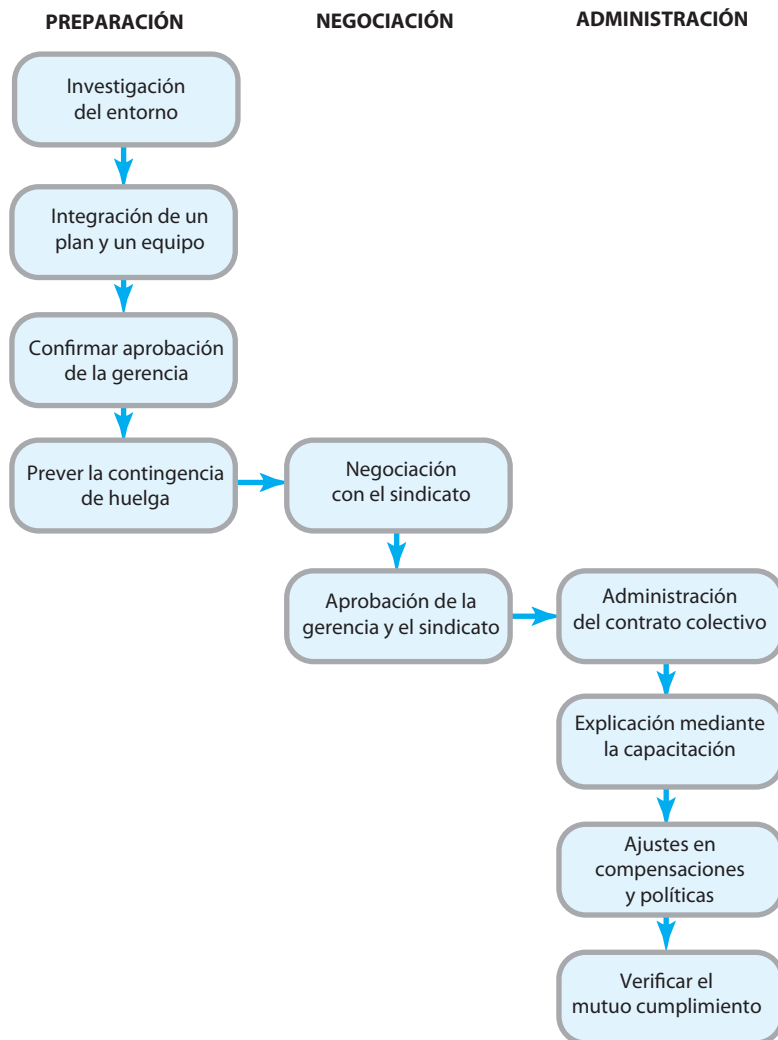 PREPARACIÓN
NEGOCIACIÓN
ADMINISTRACIÓN
Investigación
del entorno
Integración de un
plan y un equipo
Confirmar aprobación
de la gerencia
Prever la contingencia
de huelga
Negociación
con el sindicato
Aprobación de la
gerencia y el sindicato
Administración
del contrato colectivo
Explicación mediante
la capacitación
Ajustes en
compensaciones
y políticas
Verificar el
mutuo cumplimiento